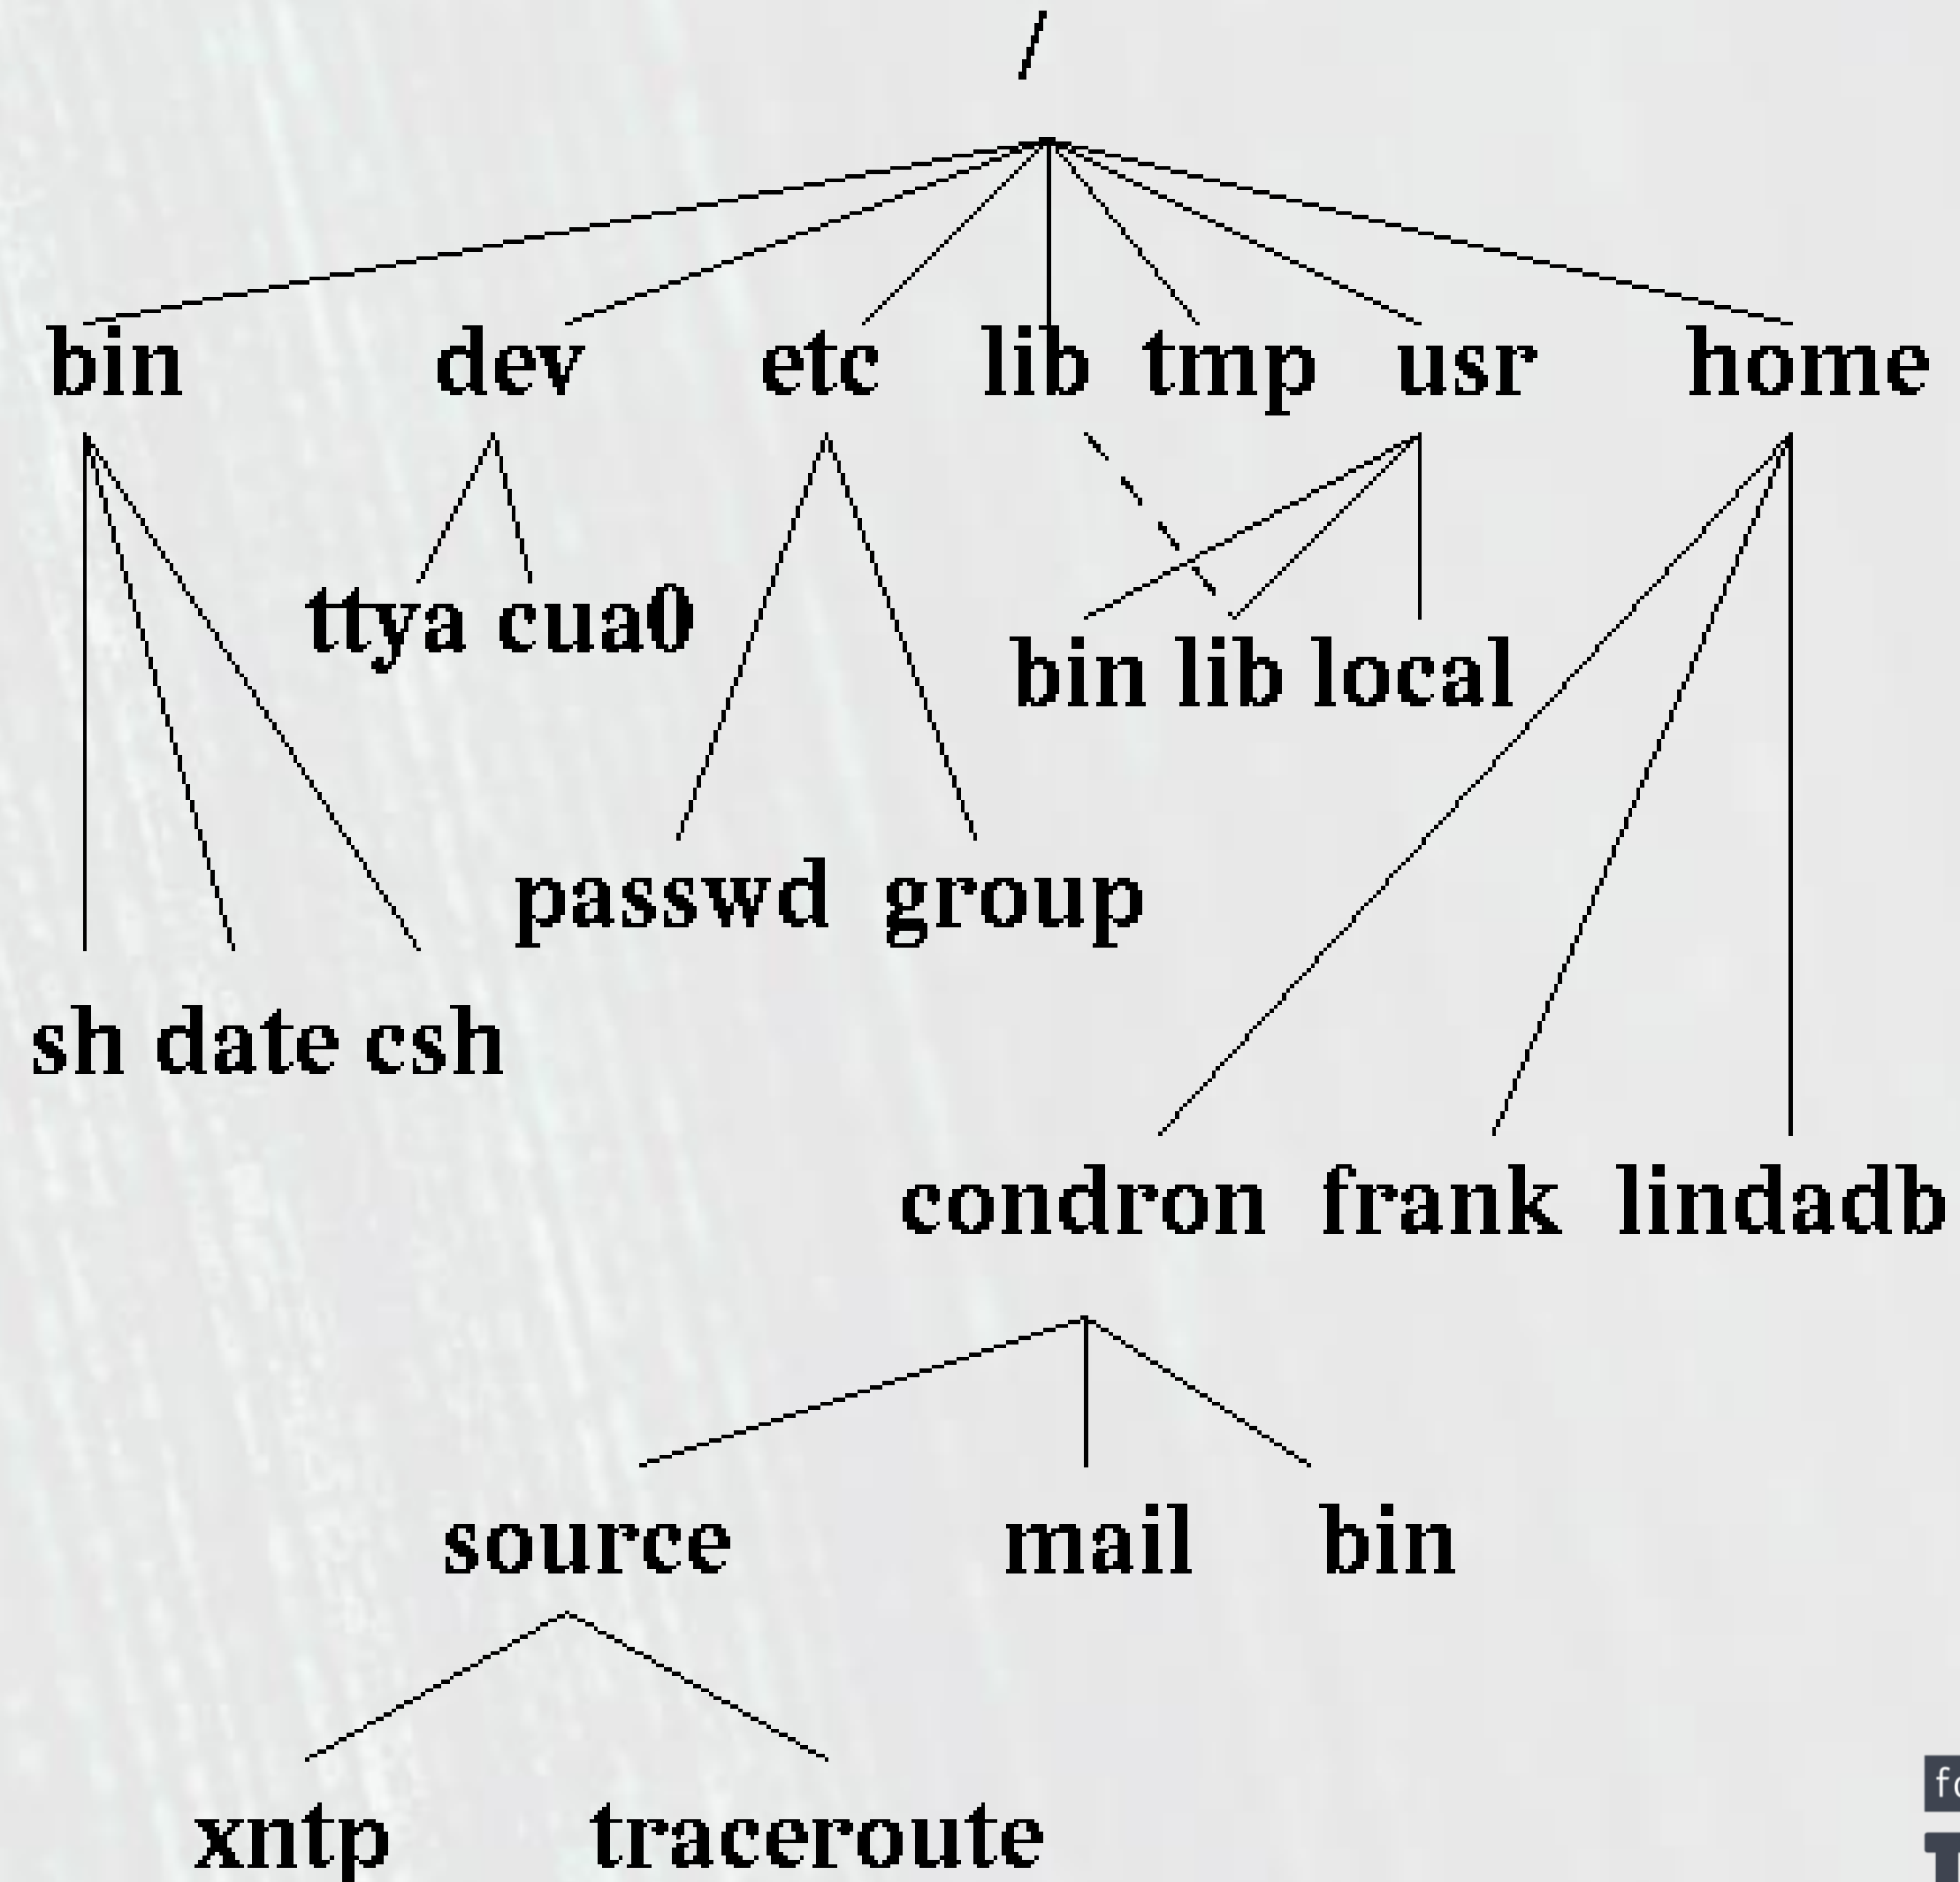 /
bin dev etc lib tmp usr home
ttya cua0
bin lib local
passwd group
sh date csh
condron frank lindadb
source mail bin
xntp traceroute